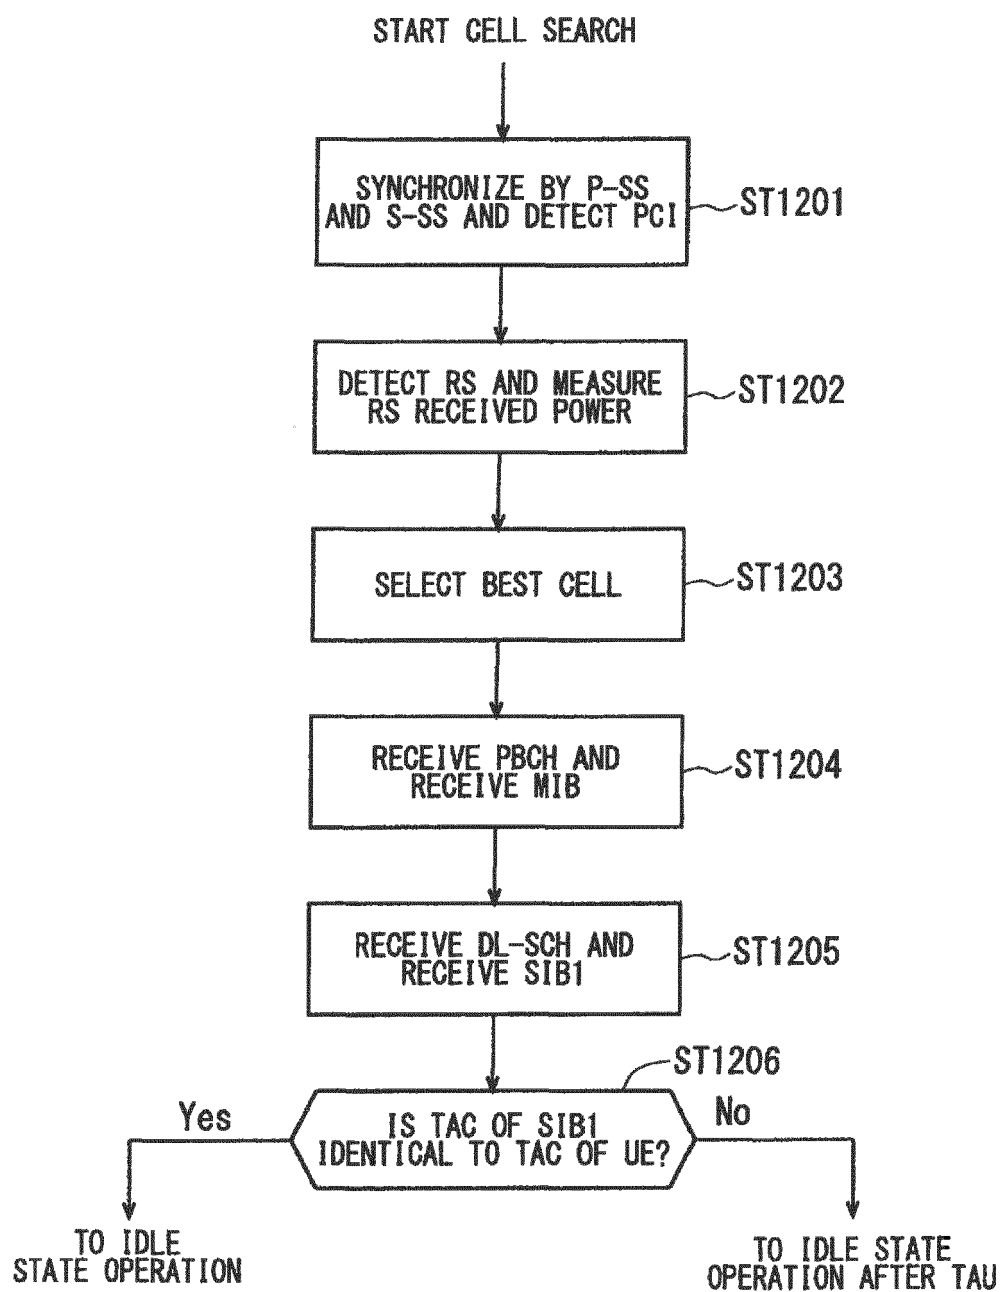 START CELL SEARCH
SYNCHRONIZE BY P-SS
AND S-SS AND DETECT PCI
ST1201
DETECT RS AND MEASURE
RS RECEIVED POWER
ST1202
SELECT BEST CELL
ST1203
RECEIVE PBCH AND
RECEIVE MIB
ST1204
RECEIVE DL-SCH AND
RECEIVE SIB1
ST1205
ST1206
Yes
IS TAC OF SIB1
IDENTICAL TO TAC OF UE?
No
TO IDLE
STATE OPERATION
TO IDLE STATE
OPERATION AFTER TAU